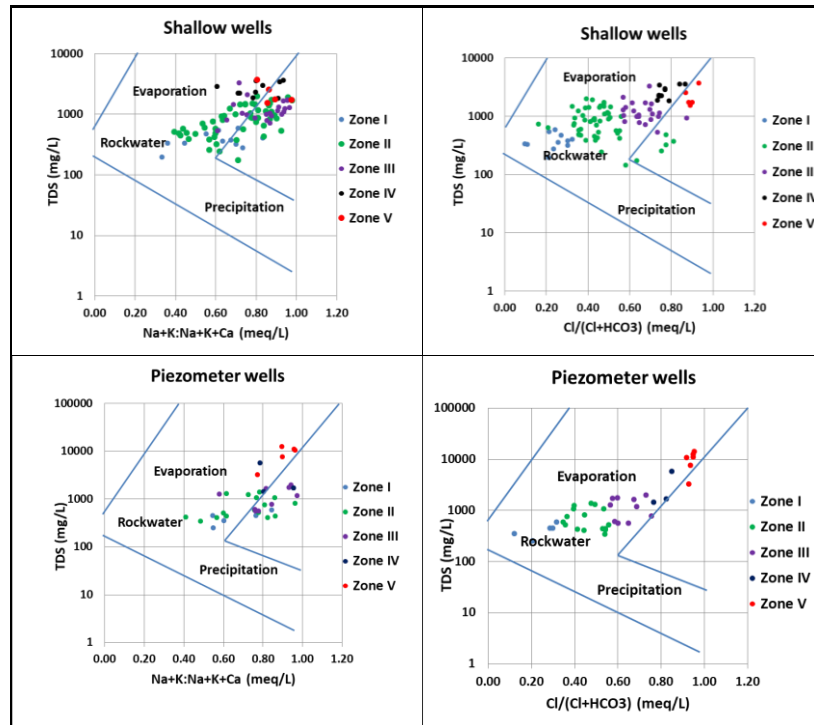 Shallow wells
10000
1000
100
10
1
TDS (mg/L)
Evaporation
Rockwater
Precipitation
0.00 0.20 0.40 0.60 0.80 1.00 1.20
Na+K:Na+K+Ca (meq/L)
Zone I
Zone II
Zone III
Zone IV
Zone V
Shallow wells
10000
1000
100
10
1
TDS (mg/L)
Evaporation
Rockwater
Precipitation
0.00 0.20 0.40 0.60 0.80 1.00 1.20
Cl/(Cl+HCO3) (meq/L)
Zone I
Zone II
Zone II
Zone IV
Zone V
Piezometer wells
100000
10000
1000
100
10
1
TDS (mg/L)
Evaporation
Rockwater
Precipitation
0.00 0.20 0.40 0.60 0.80 1.00 1.20
Na+K:Na+K+Ca (meq/L)
Zone I
Zone II
Zone III
Zone IV
Zone V
Piezometer wells
100000
10000
1000
100
10
1
TDS (mg/L)
Evaporation
Rockwater
Precipitation
0.00 0.20 0.40 0.60 0.80 1.00 1.20
Cl/(Cl+HCO3) (meq/L)
Zone I
Zone II
Zone III
Zone IV
Zone V